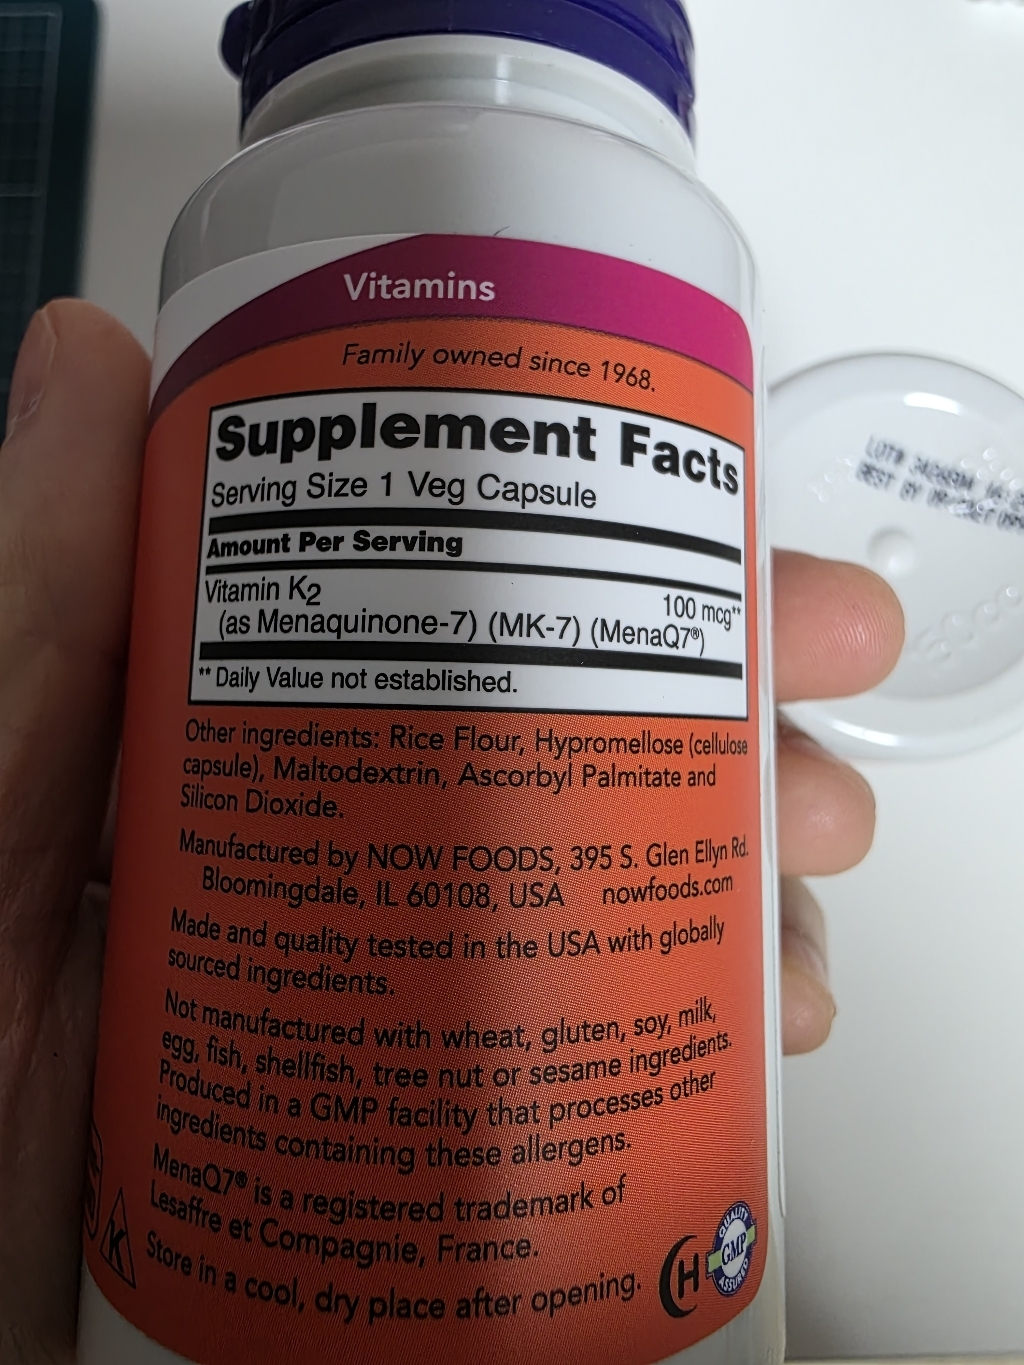 Vitamins
Family owned since 1968.
Supplement Facts
Serving Size 1 Veg Capsule
Amount Per Serving
Vitamin K2 100 mcg**
(as Menaquinone-7) (MK-7) (MenaQ7®)
** Daily Value not established.
Other ingredients: Rice Flour, Hypromellose (cellulose
capsule), Maltodextrin, Ascorbyl Palmitate and
Silicon Dioxide.
Manufactured by NOW FOODS, 395 S. Glen Ellyn Rd.
Bloomingdale, IL 60108, USA nowfoods.com
Made and quality tested in the USA with globally
sourced ingredients.
Not manufactured with wheat, gluten, soy, milk,
egg, fish, shellfish, tree nut or sesame ingredients.
Produced in a GMP facility that processes other
ingredients containing these allergens.
MenaQ7® is a registered trademark of
Lesaffre et Compagnie, France.
Store in a cool, dry place after opening.
K
H
QUALITY
GMP
ASSURED
LOT#
BEST BY